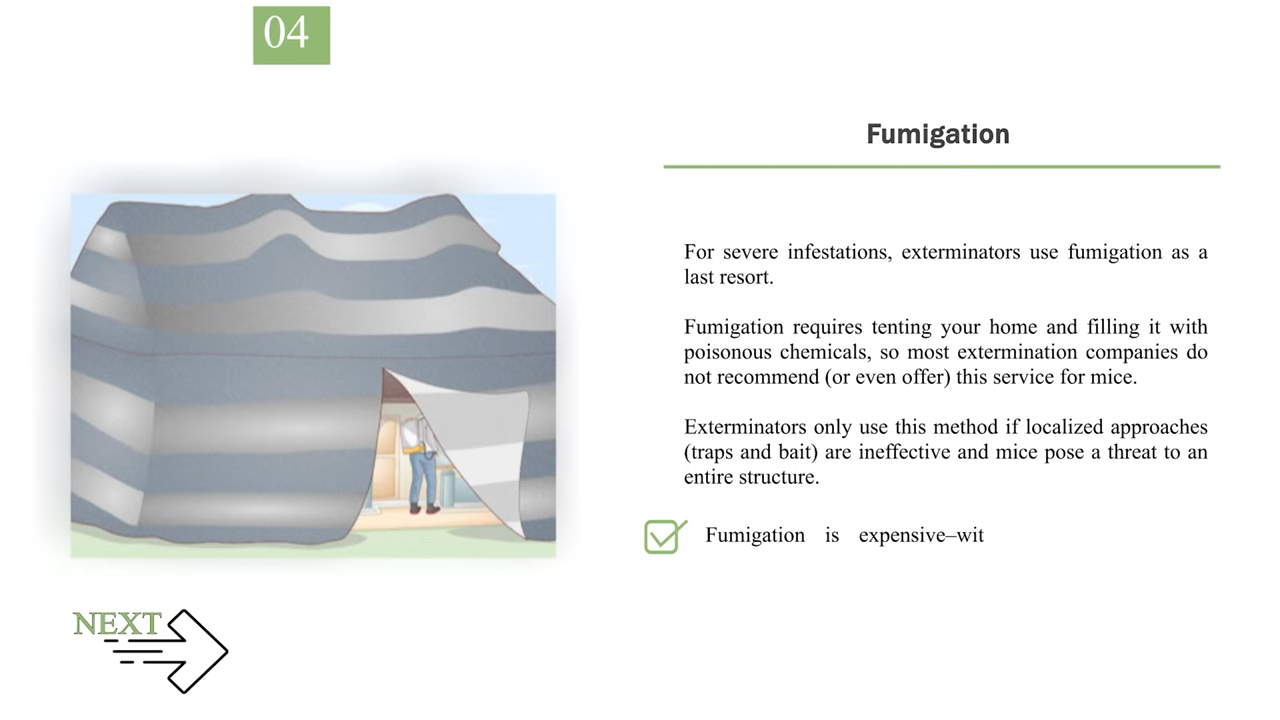 04
Fumigation
For severe infestations, exterminators use fumigation as a
last resort.
Fumigation requires tenting your home and filling it with
poisonous chemicals, so most extermination companies do
not recommend (or even offer) this service for mice.
Exterminators only use this method if localized approaches
(traps and bait) are ineffective and mice pose a threat to an
entire structure.
Fumigation is expensive–wit
NEXT